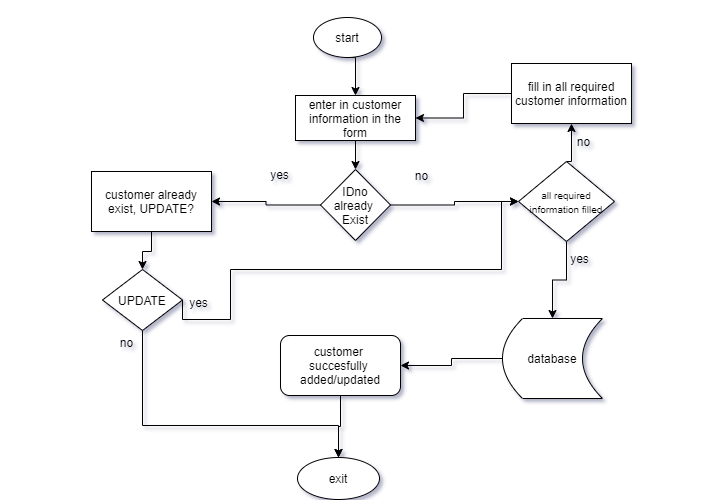 start
fill in all required
customer information
enter in customer
information in the
form
no
yes
no
IDno
already
Exist
customer already
exist, UPDATE?
all required
information filled
yes
UPDATE
yes
no
customer
succesfully
added/updated
database
exit